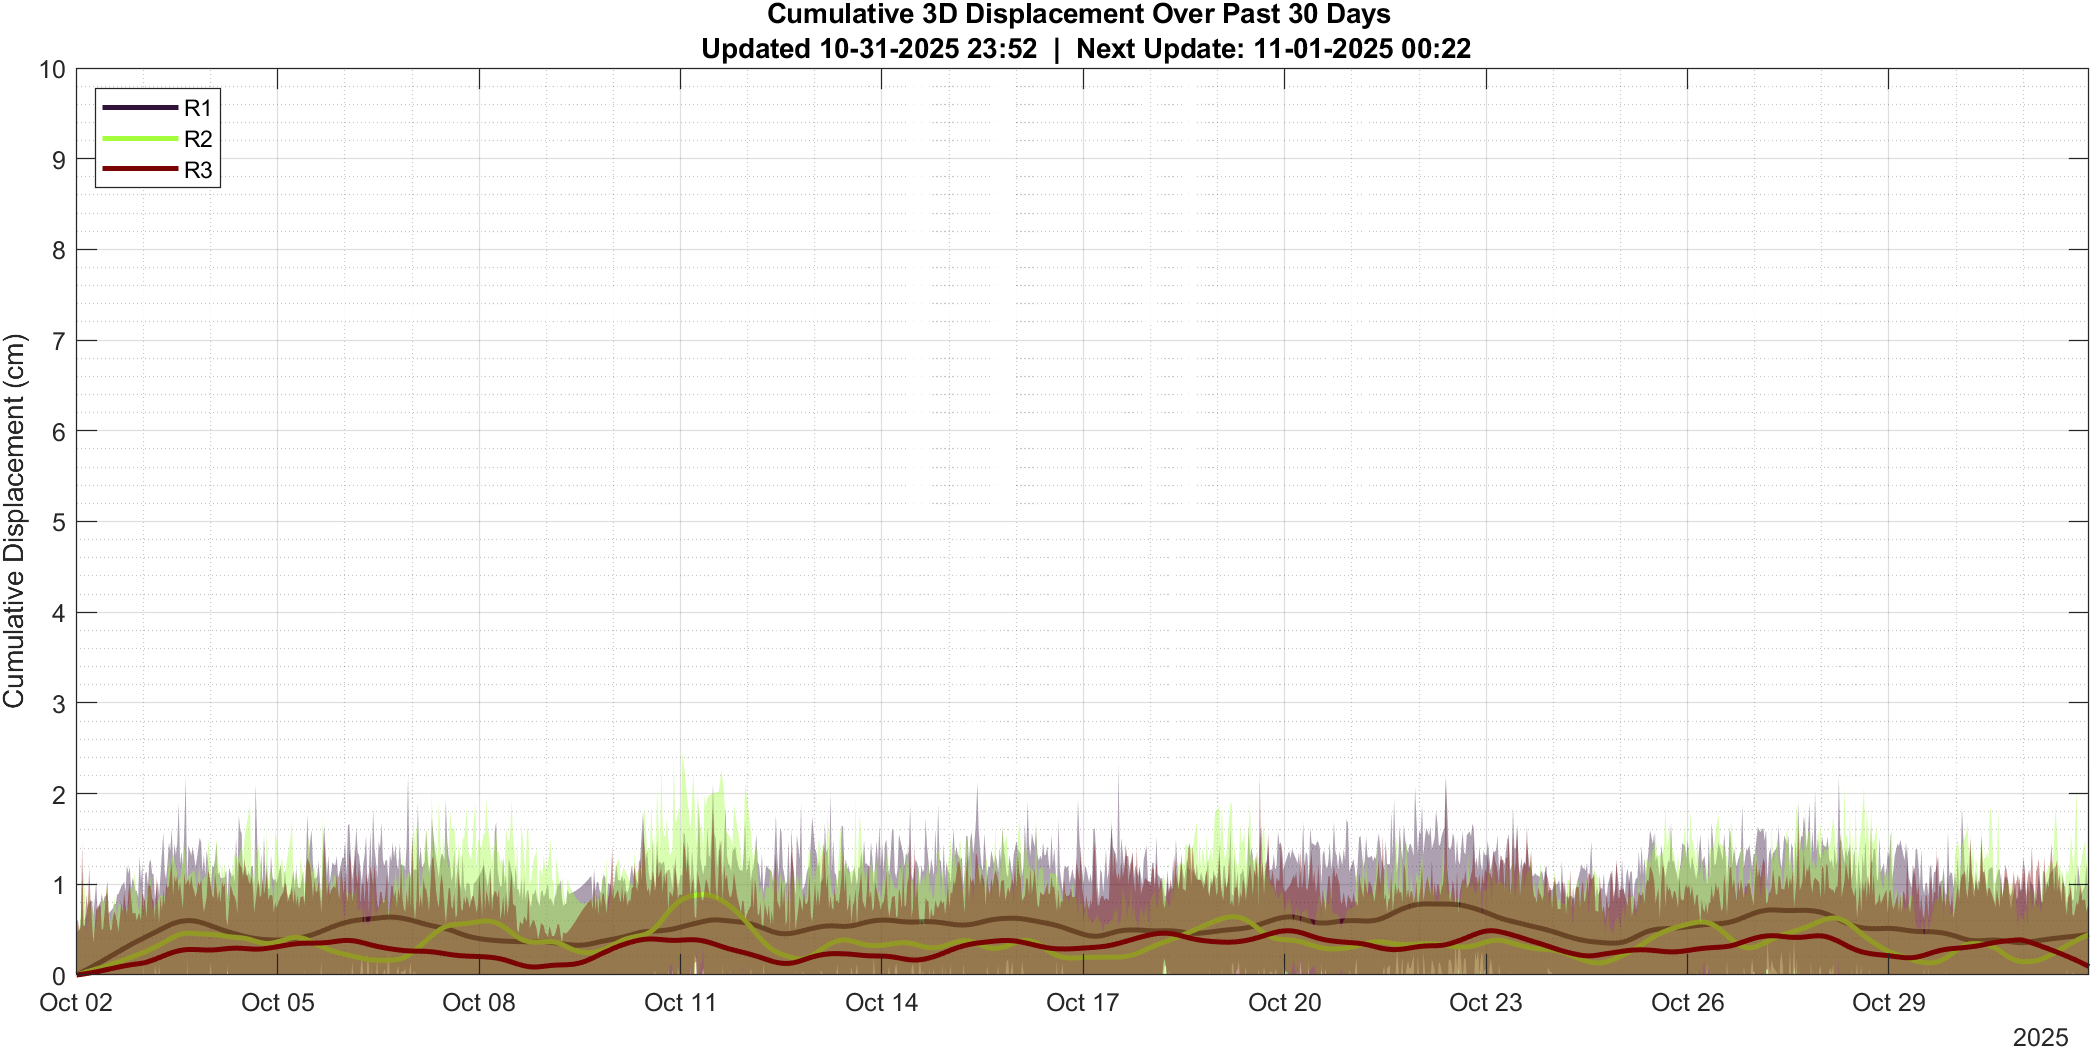 Cumulative 3D Displacement Over Past 30 Days
Updated 10-31-2025 23:52 | Next Update: 11-01-2025 00:22
R1
R2
R3
Cumulative Displacement (cm)
10
9
8
7
6
5
4
3
2
1
0
Oct 02 Oct 05 Oct 08 Oct 11 Oct 14 Oct 17 Oct 20 Oct 23 Oct 26 Oct 29
2025